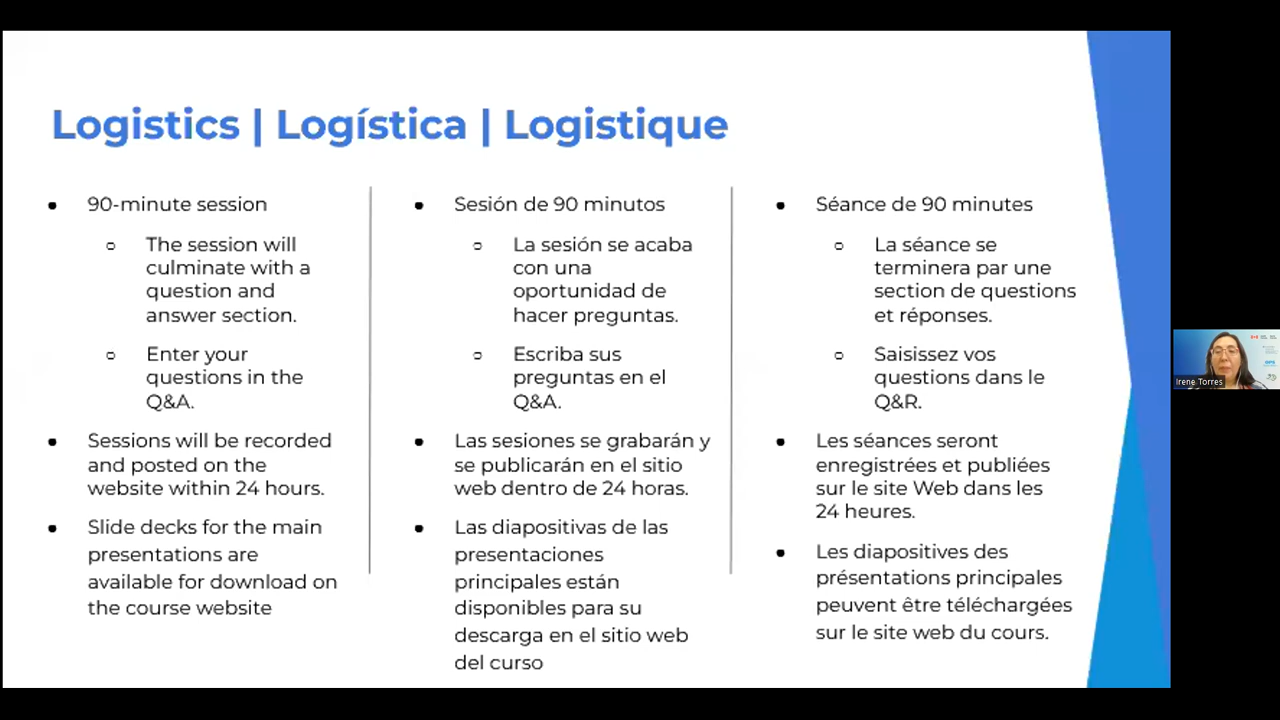 Logistics | Logística | Logistique
● 90-minute session
○ The session will
culminate with a
question and
answer section.
○ Enter your
questions in the
Q&A.
● Sessions will be recorded
and posted on the
website within 24 hours.
● Slide decks for the main
presentations are
available for download on
the course website
● Sesión de 90 minutos
○ La sesión se acaba
con una
oportunidad de
hacer preguntas.
○ Escriba sus
preguntas en el
Q&A.
● Las sesiones se grabarán y
se publicarán en el sitio
web dentro de 24 horas.
● Las diapositivas de las
presentaciones
principales están
disponibles para su
descarga en el sitio web
del curso
● Séance de 90 minutes
○ La séance se
terminera par une
section de questions
et réponses.
○ Saisissez vos
questions dans le
Q&R.
● Les séances seront
enregistrées et publiées
sur le site Web dans les
24 heures.
● Les diapositives des
présentations principales
peuvent être téléchargées
sur le site web du cours.
Irene Torres